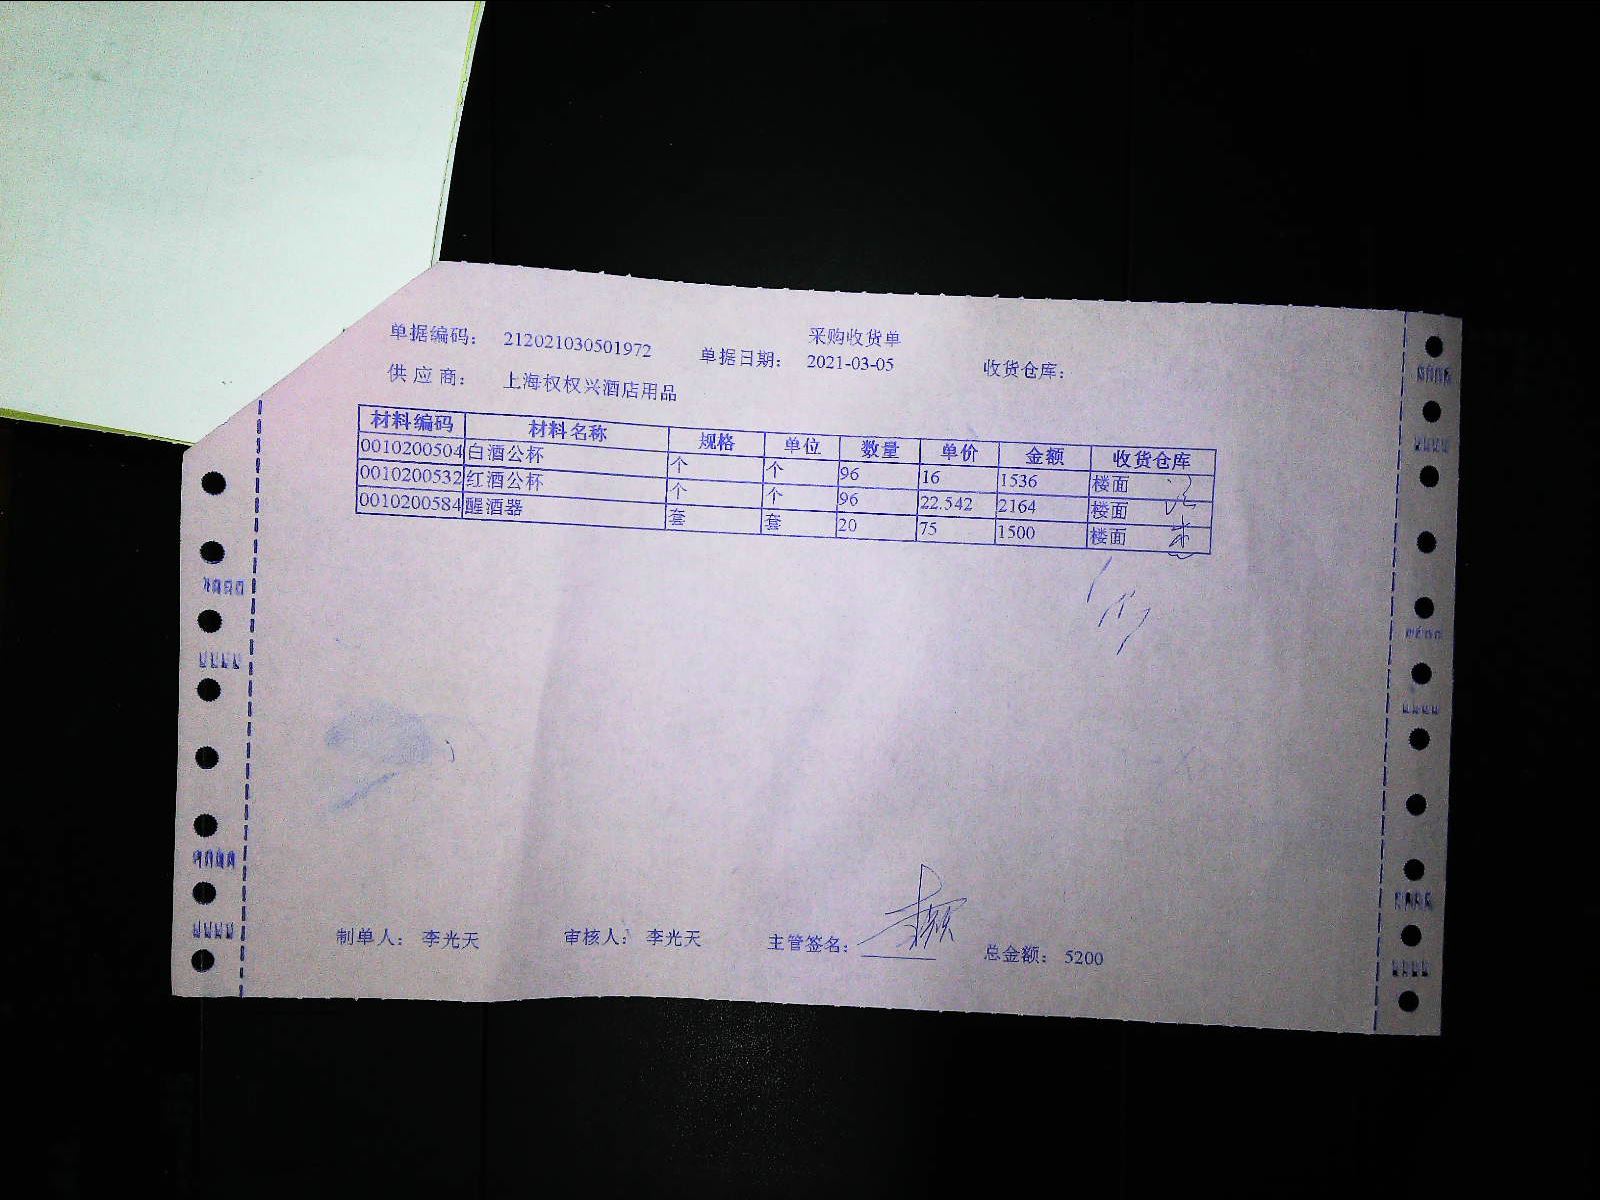 采购收货单
单据编码： 212021030501972 单据日期： 2021-03-05 收货仓库：
供应商： 上海权权兴酒店用品
材料编码 材料名称 规格 单位 数量 单价 金额 收货仓库
0010200504 白酒公杯 个 个 96 16 1536 楼面
0010200532 红酒公杯 个 个 96 22.542 2164 楼面
0010200584 醒酒器 套 套 20 75 1500 楼面
制单人： 李光天 审核人： 李光天 主管签名： 总金额： 5200